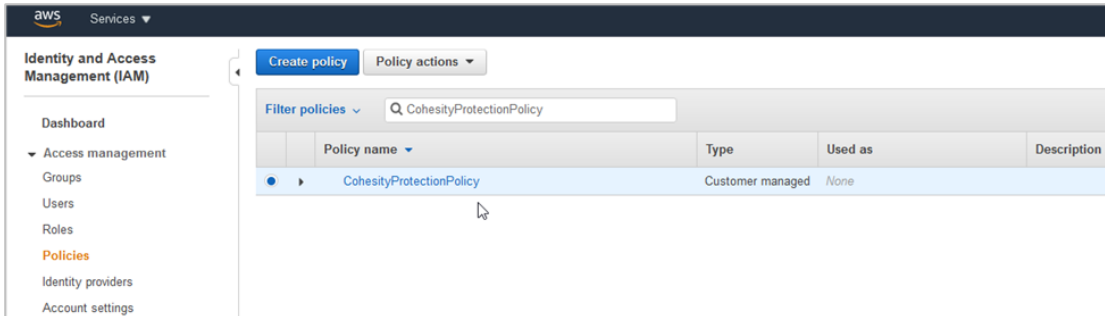 aws Services
Identity and Access
Management (IAM)
Dashboard
Access management
Groups
Users
Roles
Policies
Identity providers
Account settings
Create policy Policy actions
Filter policies CohesityProtectionPolicy
Policy name Type Used as Description
CohesityProtectionPolicy Customer managed None